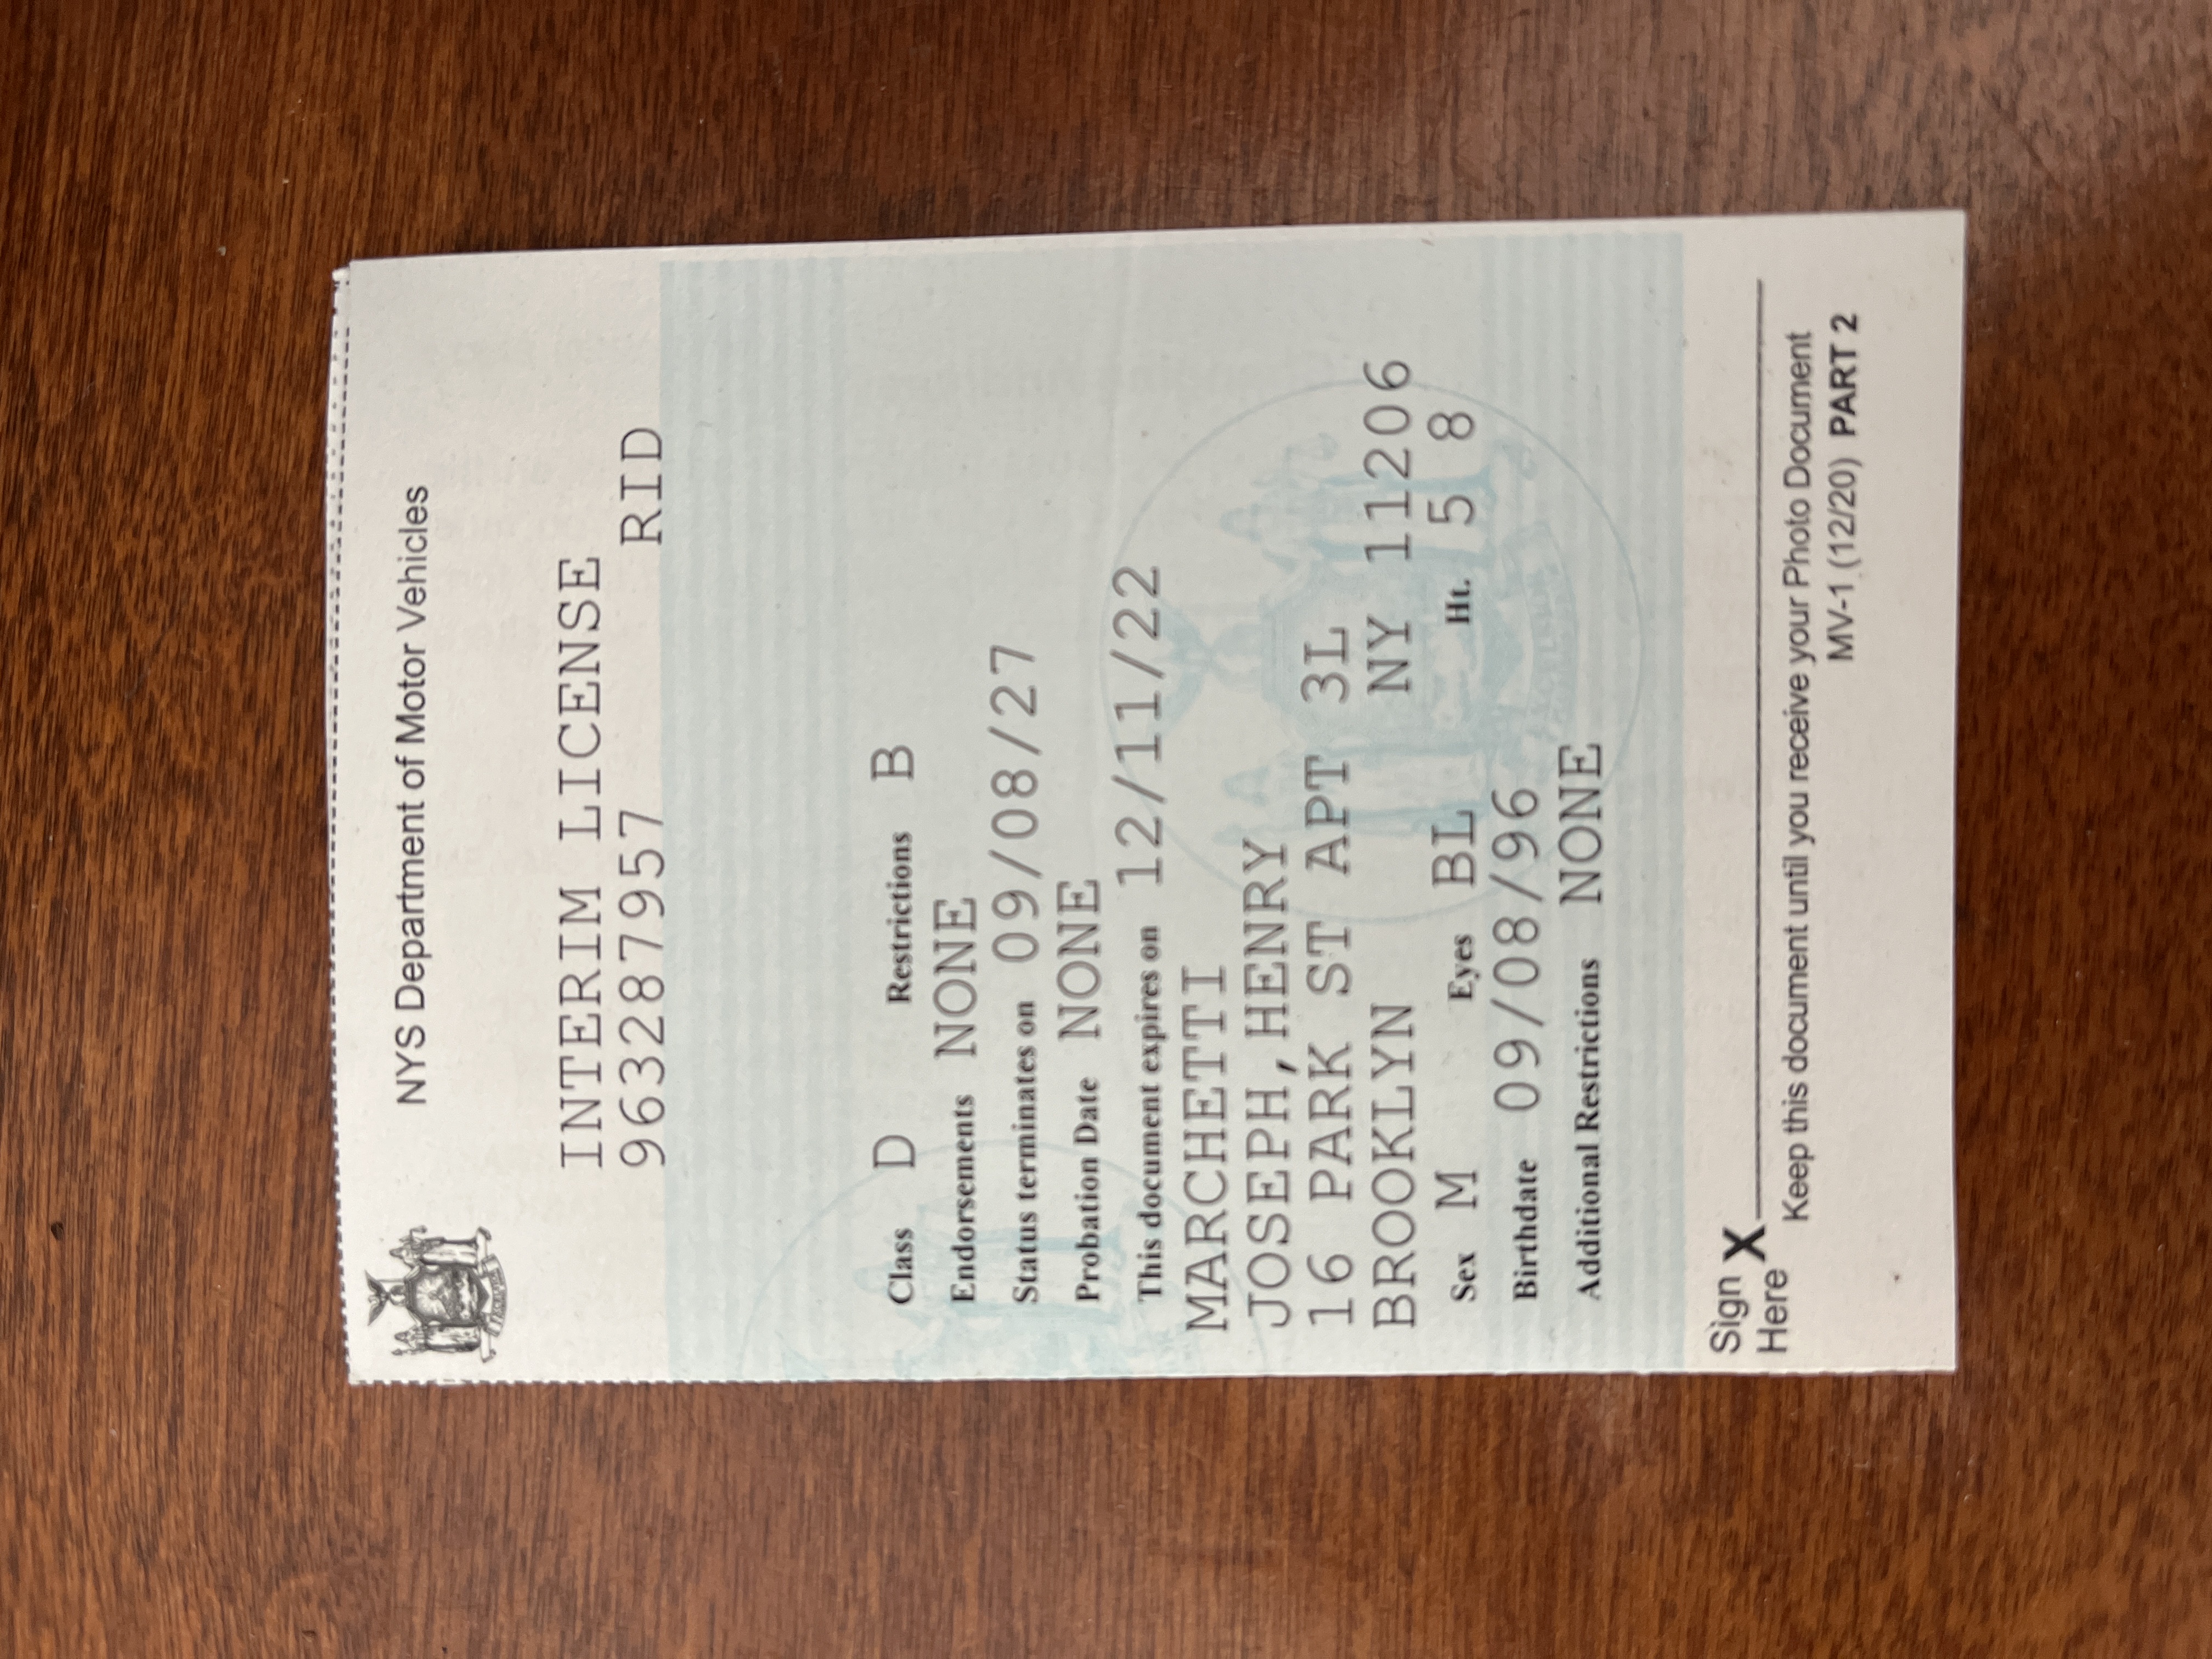 NYS Department of Motor Vehicles
INTERIM LICENSE
963287957 RID
Class D Restrictions B
Endorsements NONE
Status terminates on 09/08/27
Probation Date NONE
This document expires on 12/11/22
MARCHETTI
JOSEPH,HENRY
16 PARK ST APT 3L
BROOKLYN NY 11206
Sex M Eyes BL Ht. 5 8
Birthdate 09/08/96
Additional Restrictions NONE
Sign
Here X
Keep this document until you receive your Photo Document
MV-1 (12/20) PART 2